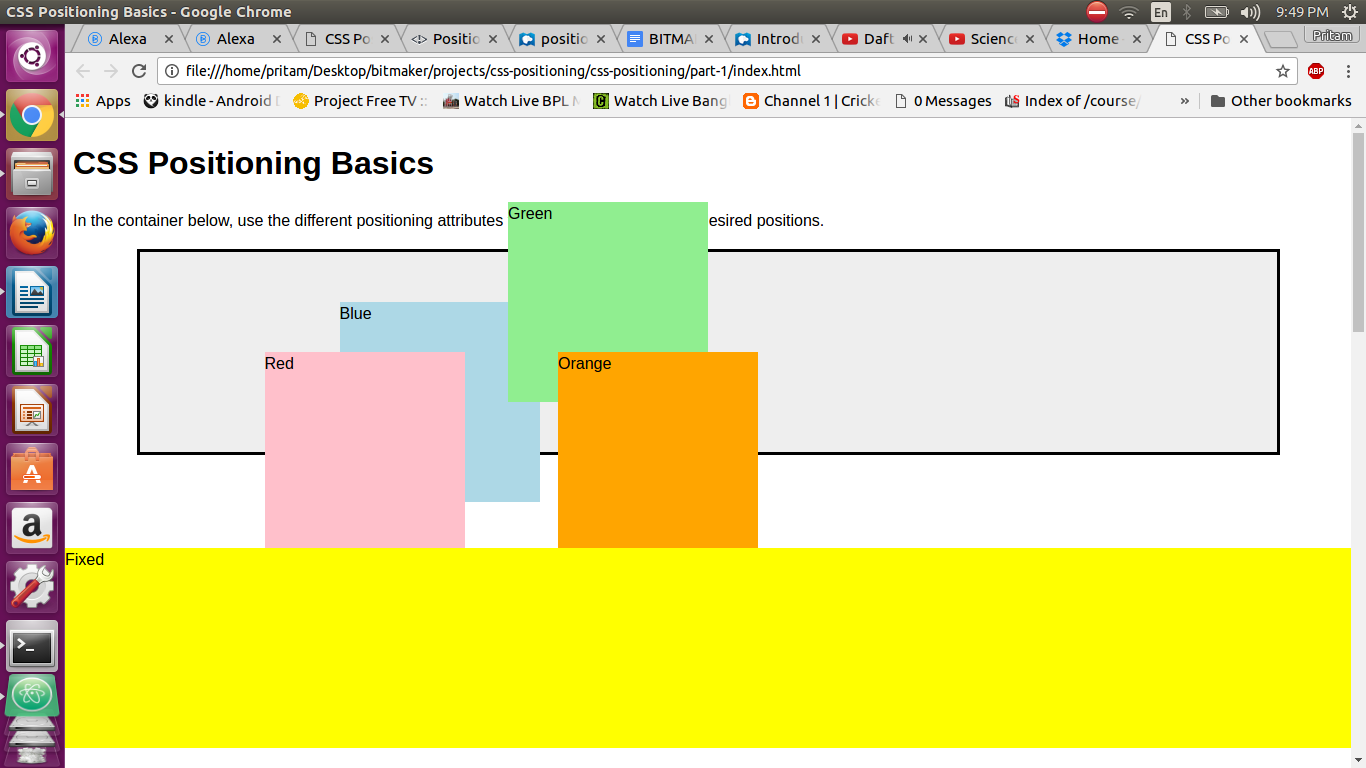 CSS Positioning Basics - Google Chrome
En
9:49 PM
Alexa
Alexa
CSS Po
Positio
positio
BITMA
Introdu
Daft
Science
Home -
CSS Po
Pritam
file:///home/pritam/Desktop/bitmaker/projects/css-positioning/css-positioning/part-1/index.html
ABP
Apps
kindle - Android
Project Free TV ::
Watch Live BPL
Watch Live Bang
Channel 1 | Cricke
0 Messages
Index of /course/
»
Other bookmarks
CSS Positioning Basics
In the container below, use the different positioning attributes
esired positions.
Green
Blue
Red
Orange
Fixed